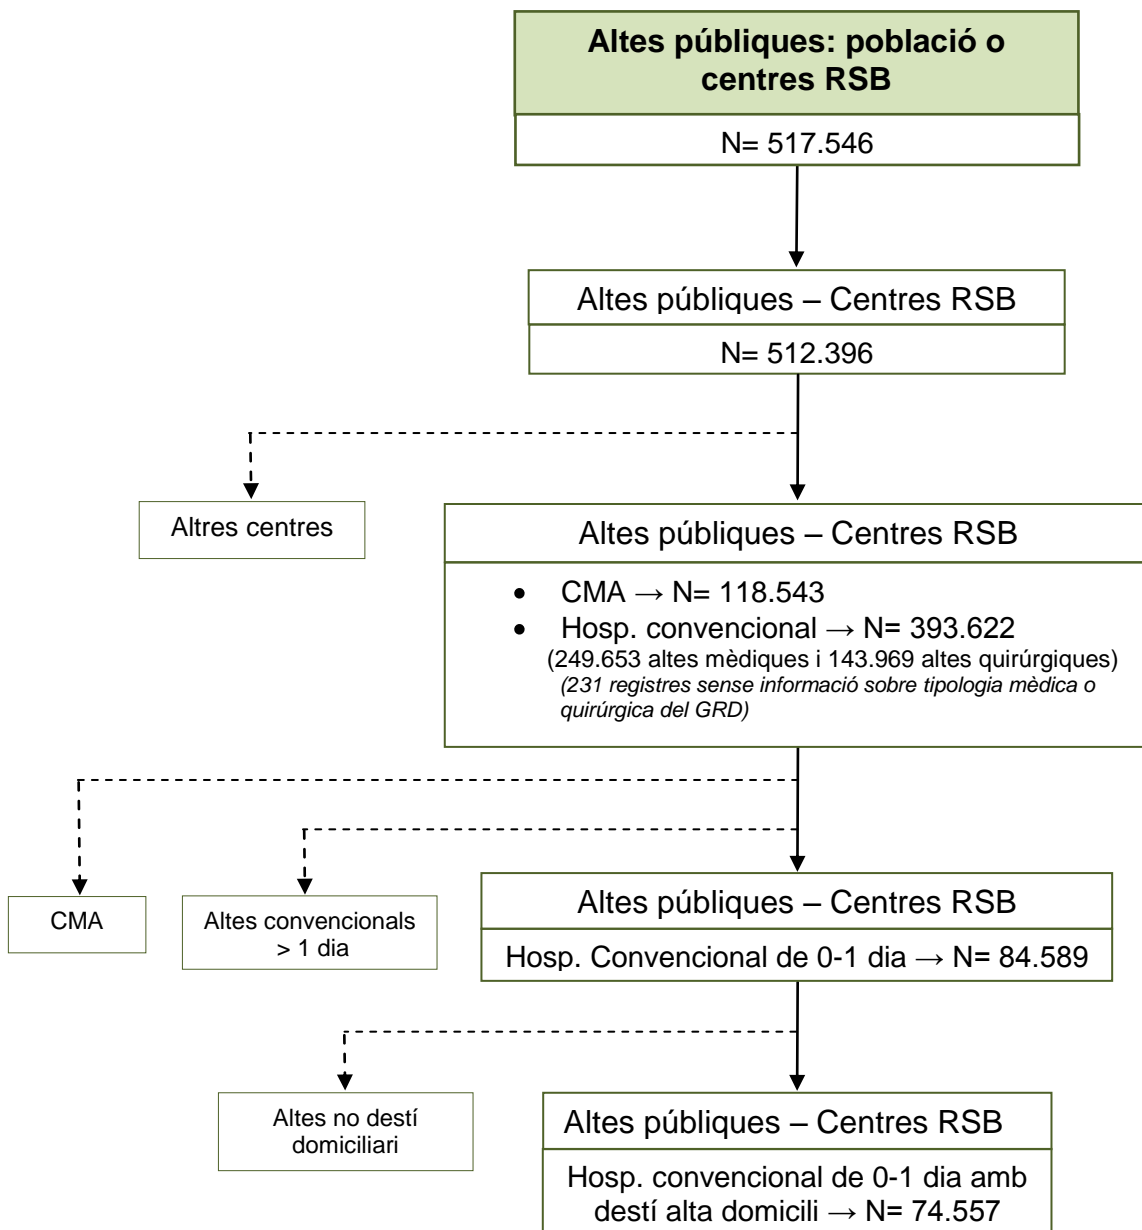 Altes públiques: població o
centres RSB
N= 517.546
Altes públiques – Centres RSB
N= 512.396
Altres centres
Altes públiques – Centres RSB
• CMA → N= 118.543
• Hosp. convencional → N= 393.622
(249.653 altes mèdiques i 143.969 altes quirúrgiques)
(231 registres sense informació sobre tipologia mèdica o
quirúrgica del GRD)
CMA
Altes convencionals
> 1 dia
Altes públiques – Centres RSB
Hosp. Convencional de 0-1 dia → N= 84.589
Altes no destí
domiciliari
Altes públiques – Centres RSB
Hosp. convencional de 0-1 dia amb
destí alta domicili → N= 74.557